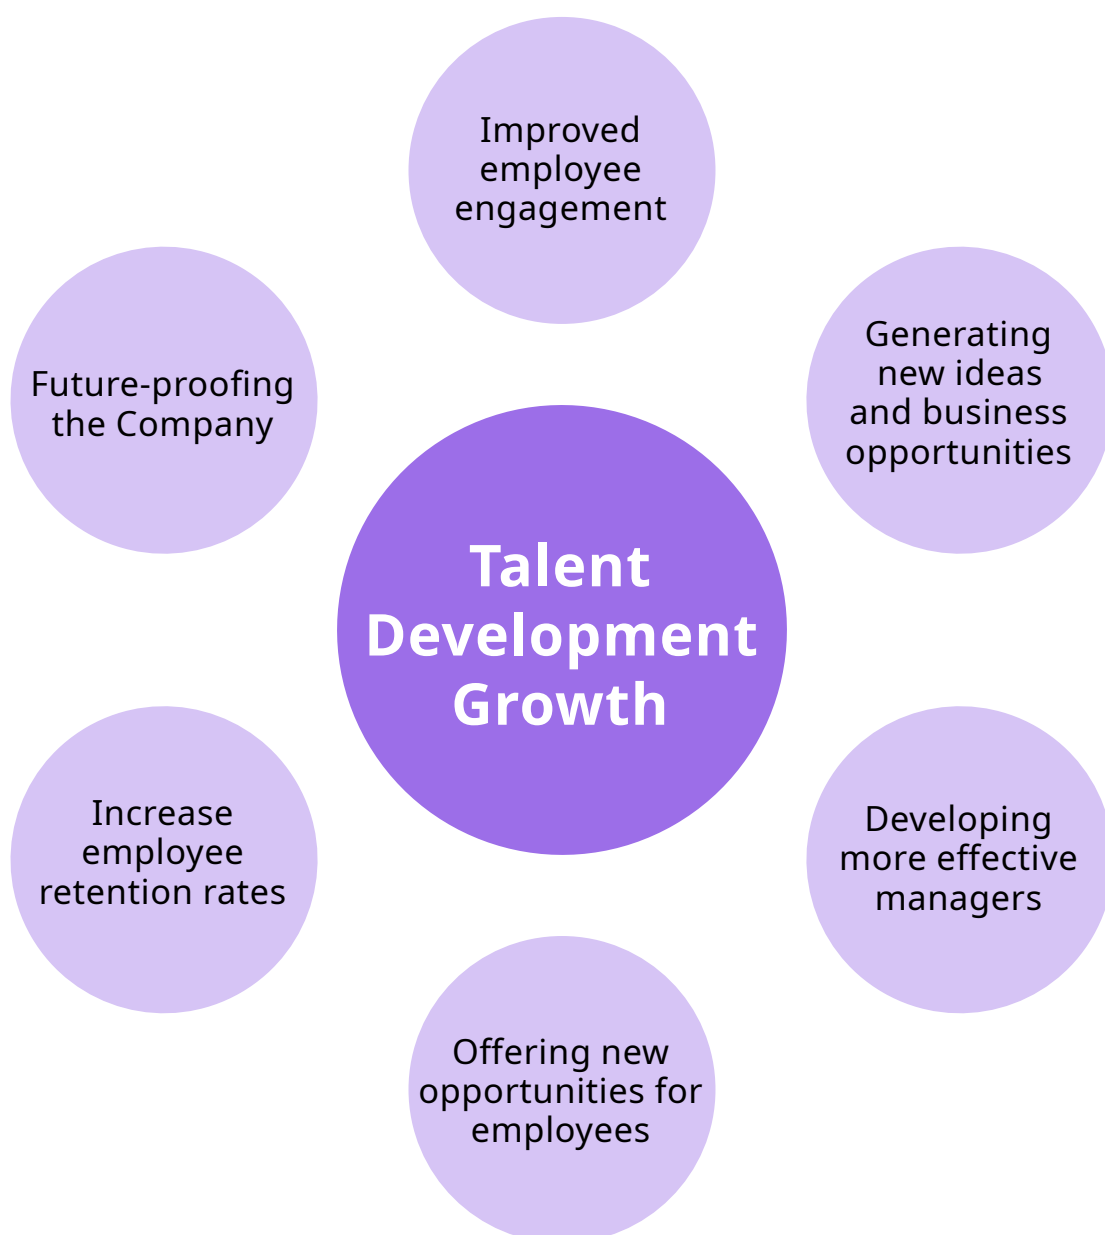 Improved
employee
engagement
Generating
new ideas
and business
opportunities
Future-proofing
the Company
Talent
Development
Growth
Increase
employee
retention rates
Developing
more effective
managers
Offering new
opportunities for
employees